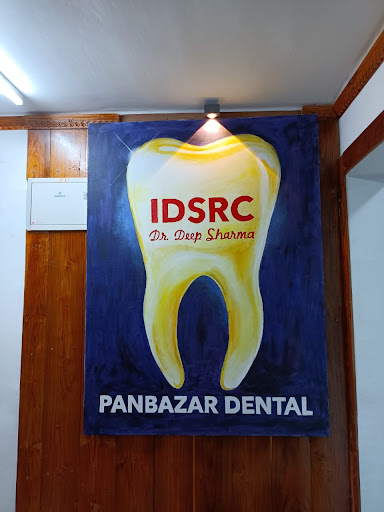 IDSRC
Dr. Deep Sharma
PANBAZAR DENTAL